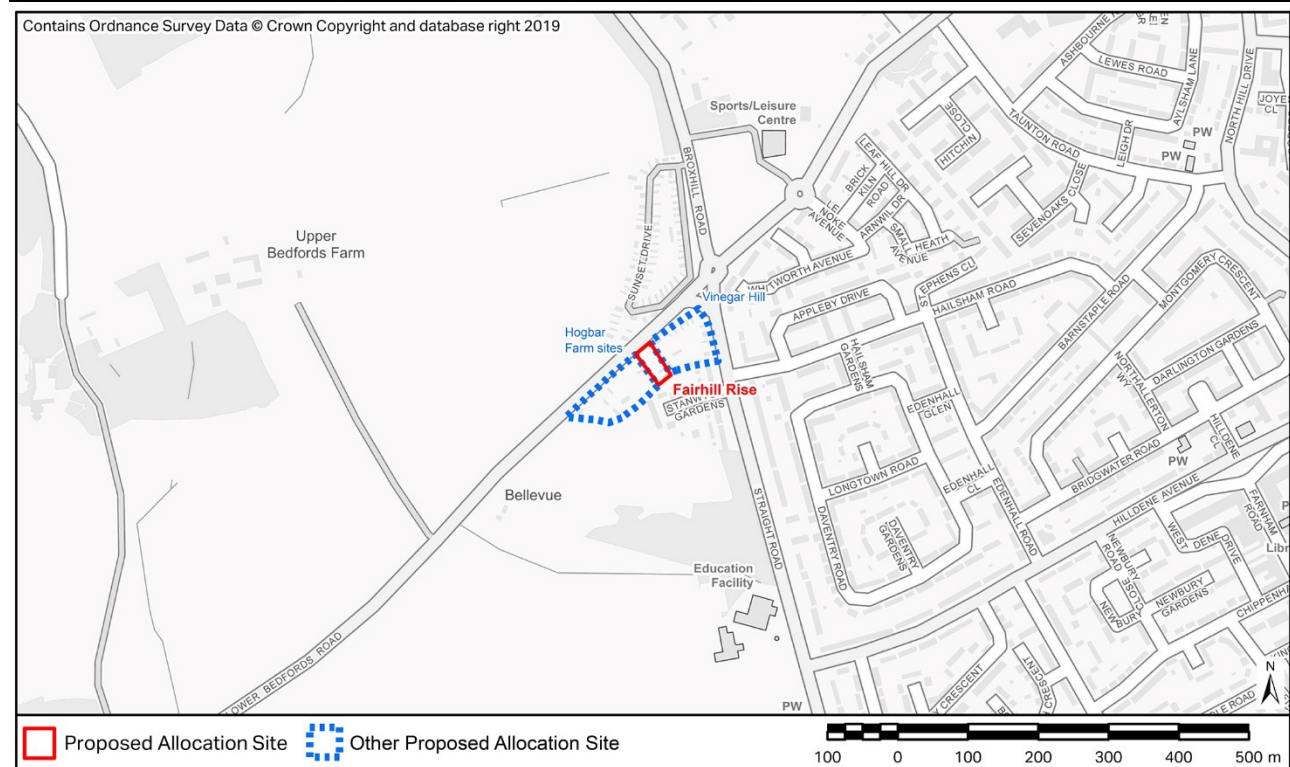 Contains Ordnance Survey Data © Crown Copyright and database right 2019
ASHBOURNE
LEWES ROAD
AYLSHAM LANE
NORTH HILL DRIVE
JOYES
CL
Sports/Leisure
Centre
TAUNTON ROAD
LEIGH DR
PW
PW
HITCHIN
CLOSE
BROXHILL ROAD
LEAF HILL DR
BRICK
KILN
ROAD
NOKE
AVENUE
ARNWIL DR
SMALL
HEATH
AVENUE
SEVENOAKS CLOSE
Upper
Bedfords Farm
SUNSET DRIVE
WHITWORTH AVENUE
STEPHENS CL
HAILSHAM ROAD
MONTGOMERY CRESCENT
Vinegar Hill
APPLEBY DRIVE
BARNSTAPLE ROAD
Hogbar
Farm sites
HAILSHAM
GARDENS
NORTHALLERTON
WY
DARLINGTON GARDENS
Fairhill Rise
GARDENS
EDENHALL
GLEN
HILLDENE
CL
BRIDGWATER ROAD
PW
LONGTOWN ROAD
EDENHALL
CL
EDENHALL ROAD
HILLDENE AVENUE
FARNHAM
ROAD
Bellevue
STRAIGHT ROAD
DAVENTRY ROAD
DAVENTRY
GARDENS
WEST
DENE
DRIVE
NEWBURY
ROAD
NEWBURY
CLOSE
NEWBURY
GARDENS
Libr
Education
Facility
LOWER BEDFORDS ROAD
CRESCENT
PW
N
Proposed Allocation Site
Other Proposed Allocation Site
100 0 100 200 300 400 500 m